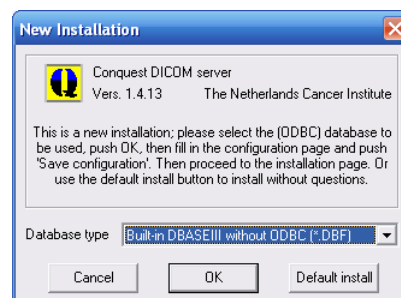 New Installation
Q
Conquest DICOM server
Vers. 1.4.13 The Netherlands Cancer Institute
This is a new installation; please select the (ODBC) database to
be used, push OK, then fill in the configuration page and push
'Save configuration'. Then proceed to the installation page. Or
use the default install button to install without questions.
Database type Built-in DBASEIII without ODBC (*.DBF)
Cancel OK Default install